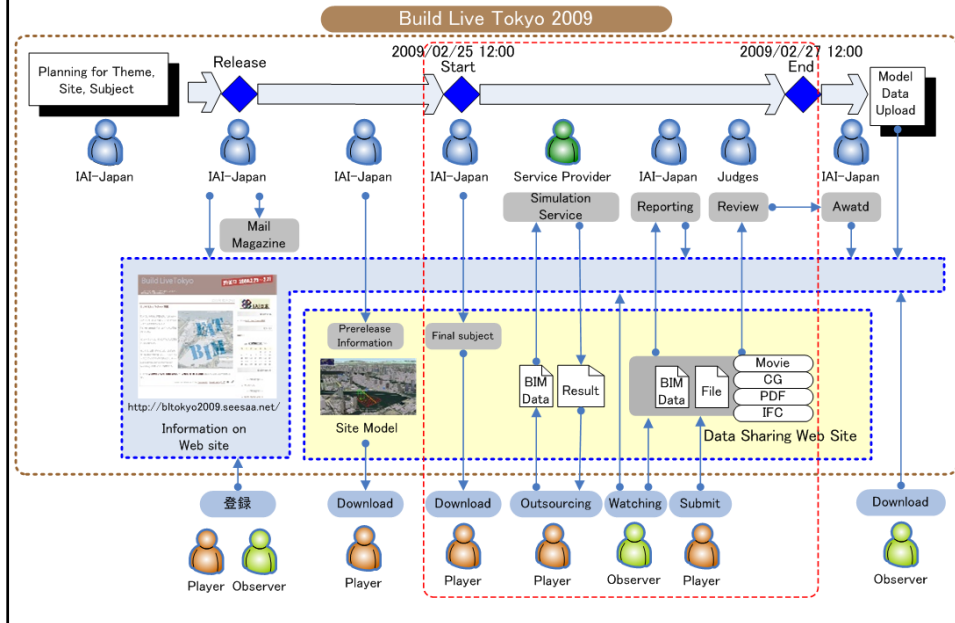 Build Live Tokyo 2009
2009/02/25 12:00
2009/02/27 12:00
Planning for Theme,
Site, Subject
Release
Start
End
Model
Data
Upload
IAI-Japan
IAI-Japan
IAI-Japan
IAI-Japan
Service Provider
IAI-Japan
Judges
IAI-Japan
Mail
Magazine
Simulation
Service
Reporting
Review
Awatd
Build LiveTokyo
EAT
BIM
http://bltokyo2009.seesaa.net/
Information on
Web site
Prerelease
Information
Site Model
Final subject
BIM
Data
Result
BIM
Data
File
Movie
CG
PDF
IFC
Data Sharing Web Site
登録
Download
Download
Outsourcing
Watching
Submit
Download
Player
Observer
Player
Player
Player
Observer
Player
Observer